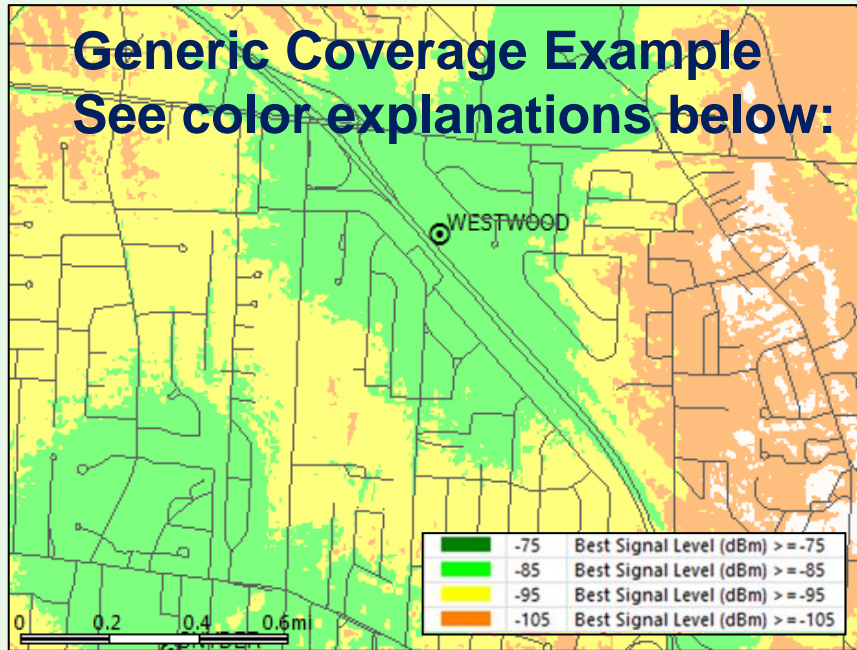 Generic Coverage Example
See color explanations below:
WESTWOOD
-75 Best Signal Level (dBm) >=-75
-85 Best Signal Level (dBm) >=-85
-95 Best Signal Level (dBm) >=-95
-105 Best Signal Level (dBm) >=-105
0 0.2 0.4 0.6mi